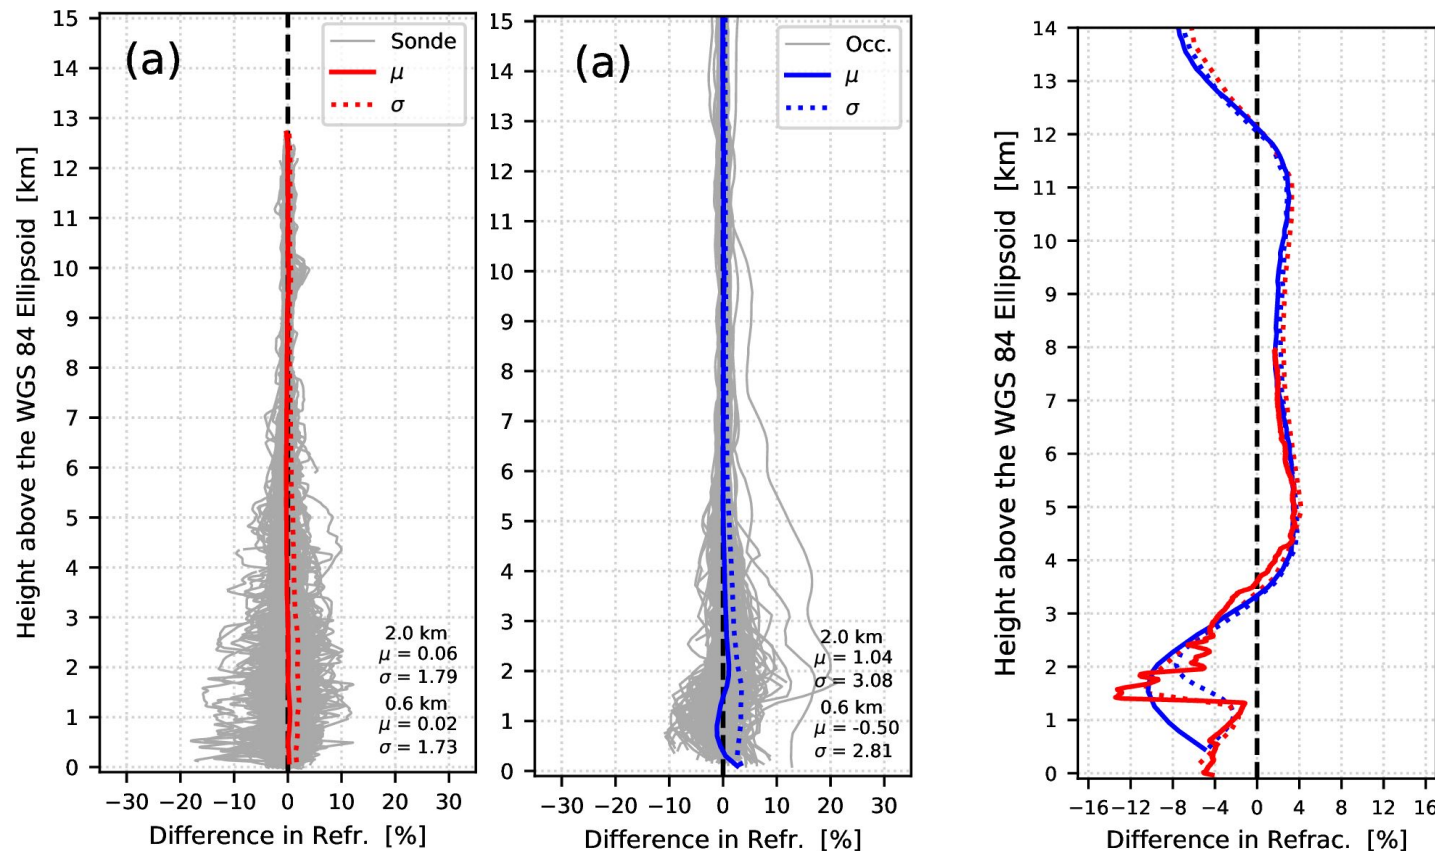 (a)
Sonde
μ
σ
15
14
13
12
11
10
9
8
7
6
5
4
3
2
1
0
Height above the WGS 84 Ellipsoid [km]
2.0 km
μ = 0.06
σ = 1.79
0.6 km
μ = 0.02
σ = 1.73
−30 −20 −10 0 10 20 30
Difference in Refr. [%]
(a)
Occ.
μ
σ
15
14
13
12
11
10
9
8
7
6
5
4
3
2
1
0
2.0 km
μ = 1.04
σ = 3.08
0.6 km
μ = -0.50
σ = 2.81
−30 −20 −10 0 10 20 30
Difference in Refr. [%]
14
13
12
11
10
9
8
7
6
5
4
3
2
1
0
Height above the WGS 84 Ellipsoid [km]
−16 −12 −8 −4 0 4 8 12 16
Difference in Refrac. [%]